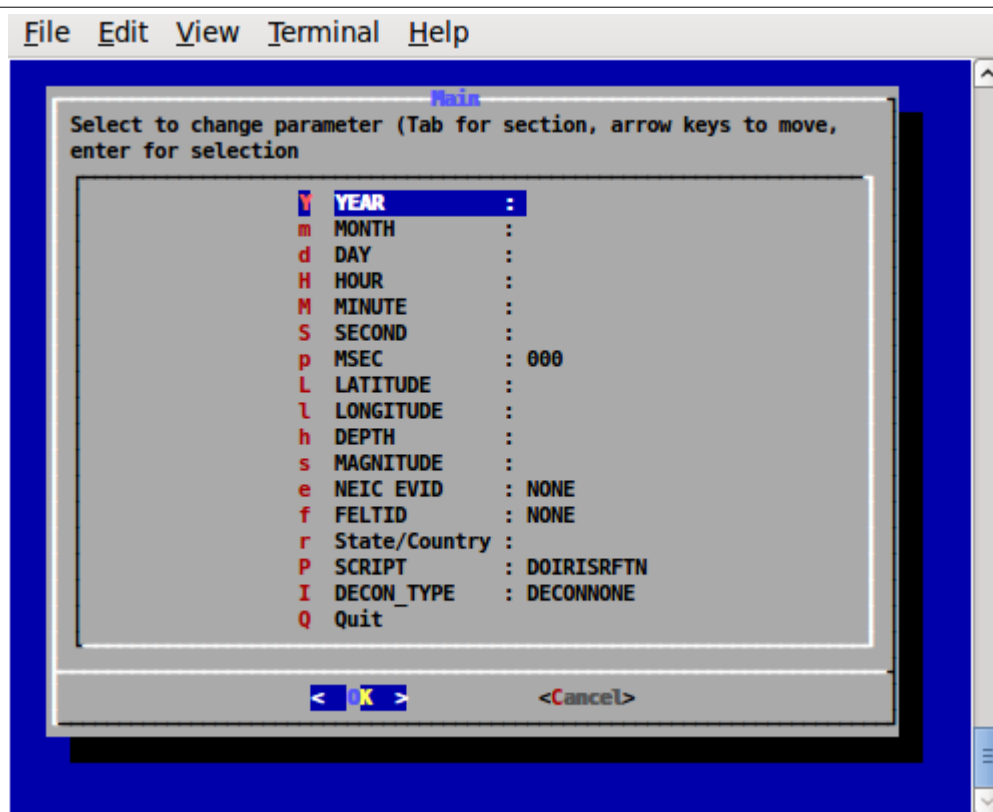 File Edit View Terminal Help
Main
Select to change parameter (Tab for section, arrow keys to move,
enter for selection
Y YEAR :
m MONTH :
d DAY :
H HOUR :
M MINUTE :
S SECOND :
p MSEC : 000
L LATITUDE :
l LONGITUDE :
h DEPTH :
s MAGNITUDE :
e NEIC EVID : NONE
f FELTID : NONE
r State/Country :
P SCRIPT : DOIRISRFTN
I DECON_TYPE : DECONNONE
Q Quit
< OK > <Cancel>